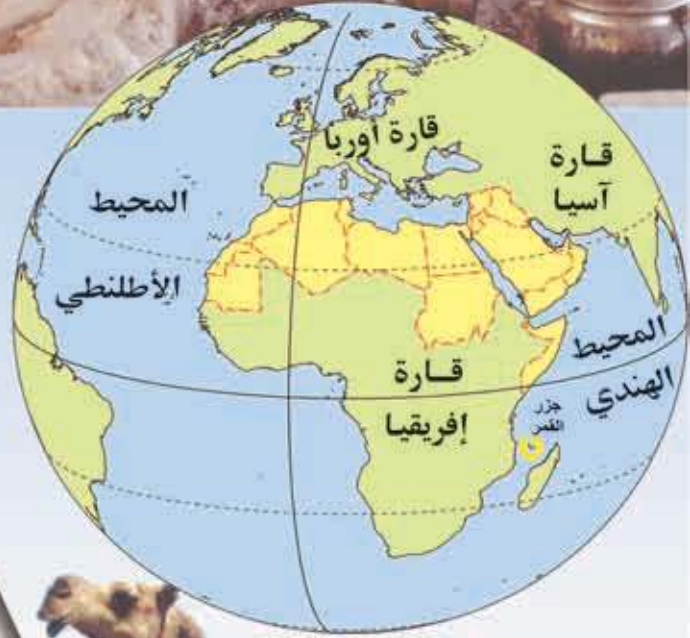 قارة أوربا
قارة
آسيا
المحيط
الأطلنطي
المحيط
الهندي
قارة
إفريقيا
جزر
القمر